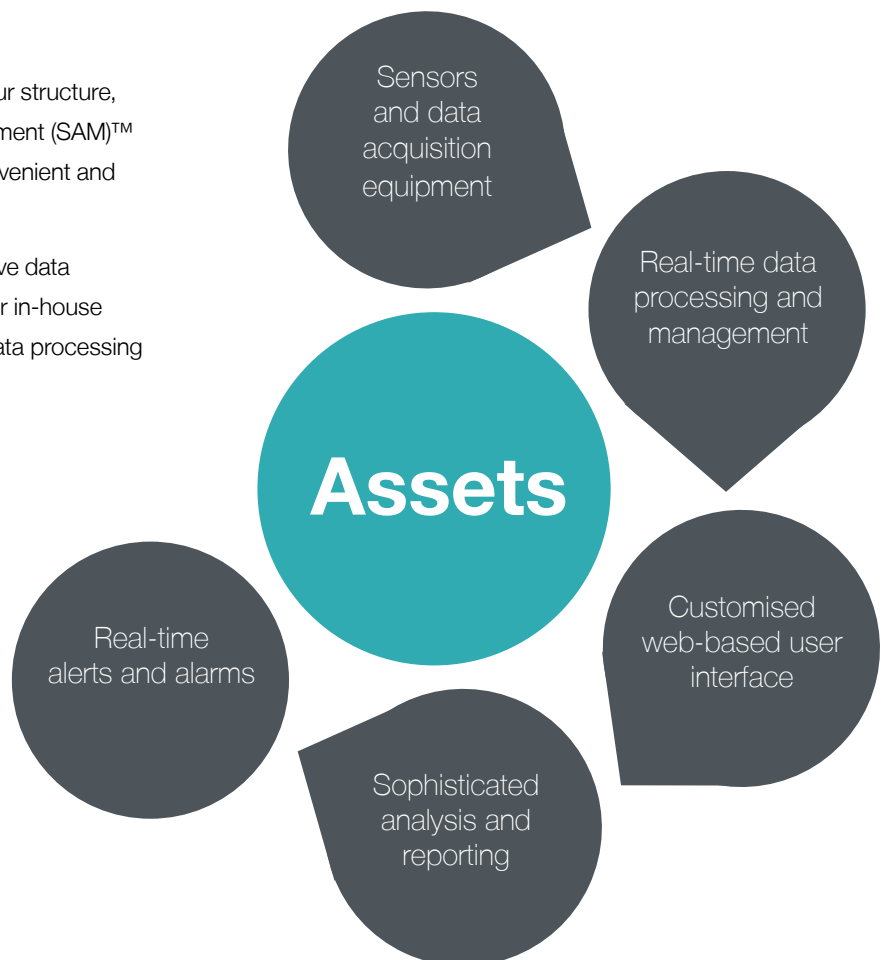 ur structure,
ment (SAM)™
venient and
ve data
r in-house
ata processing
Sensors
and data
acquisition
equipment
Real-time data
processing and
management
Assets
Customised
web-based user
interface
Sophisticated
analysis and
reporting
Real-time
alerts and alarms